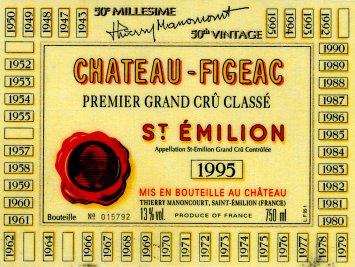 50e MILLESIME
Thierry Manoncourt
50th VINTAGE
1950 1949 1948 1947 1943
1995 1994 1993 1990 1992
1952
1953
1954
1955
1956
1957
1958
1959
1960
1961
1990
1989
1988
1987
1986
1985
1984
1983
1982
1981
1980
CHATEAU-FIGEAC
PREMIER GRAND CRÛ CLASSÉ
ST ÉMILION
Appellation St-Emilion Grand Crû Contrôlée
1995
MIS EN BOUTEILLE AU CHÂTEAU
THIERRY MANONCOURT, SAINT-ÉMILION (FRANCE)
Bouteille Nº 015792 13%vol. PRODUCE OF FRANCE 750 ml
1962 1964 1966 1967 1968 1970 1971 1972 1973 1974 1975 1976 1977 1978 1979